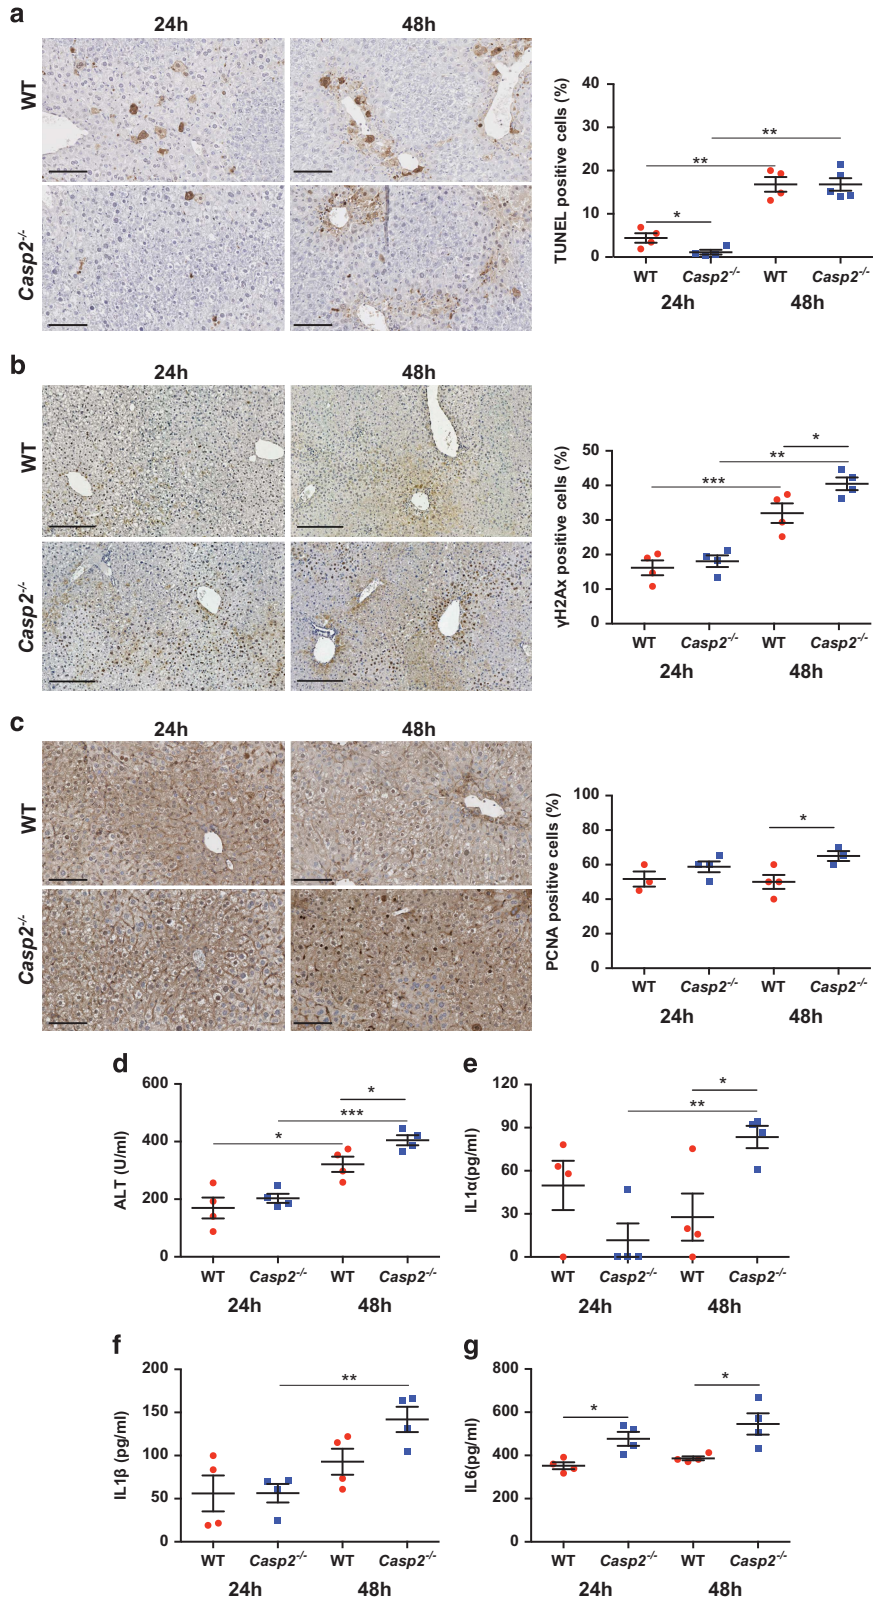 a
24h 48h
WT
Casp2-/-
TUNEL positive cells (%)
40
30
20
10
0
* ** **
WT Casp2-/- WT Casp2-/-
24h 48h
b
24h 48h
WT
Casp2-/-
γH2Ax positive cells (%)
50
40
30
20
10
0
*** ** *
WT Casp2-/- WT Casp2-/-
24h 48h
c
24h 48h
WT
Casp2-/-
PCNA positive cells (%)
100
80
60
40
20
0
*
WT Casp2-/- WT Casp2-/-
24h 48h
d
ALT (U/ml)
600
400
200
0
* *** *
WT Casp2-/- WT Casp2-/-
24h 48h
e
IL1α(pg/ml)
120
90
60
30
0
** *
WT Casp2-/- WT Casp2-/-
24h 48h
f
IL1β (pg/ml)
200
150
100
50
0
**
WT Casp2-/- WT Casp2-/-
24h 48h
g
IL6(pg/ml)
800
600
400
200
0
* *
WT Casp2-/- WT Casp2-/-
24h 48h